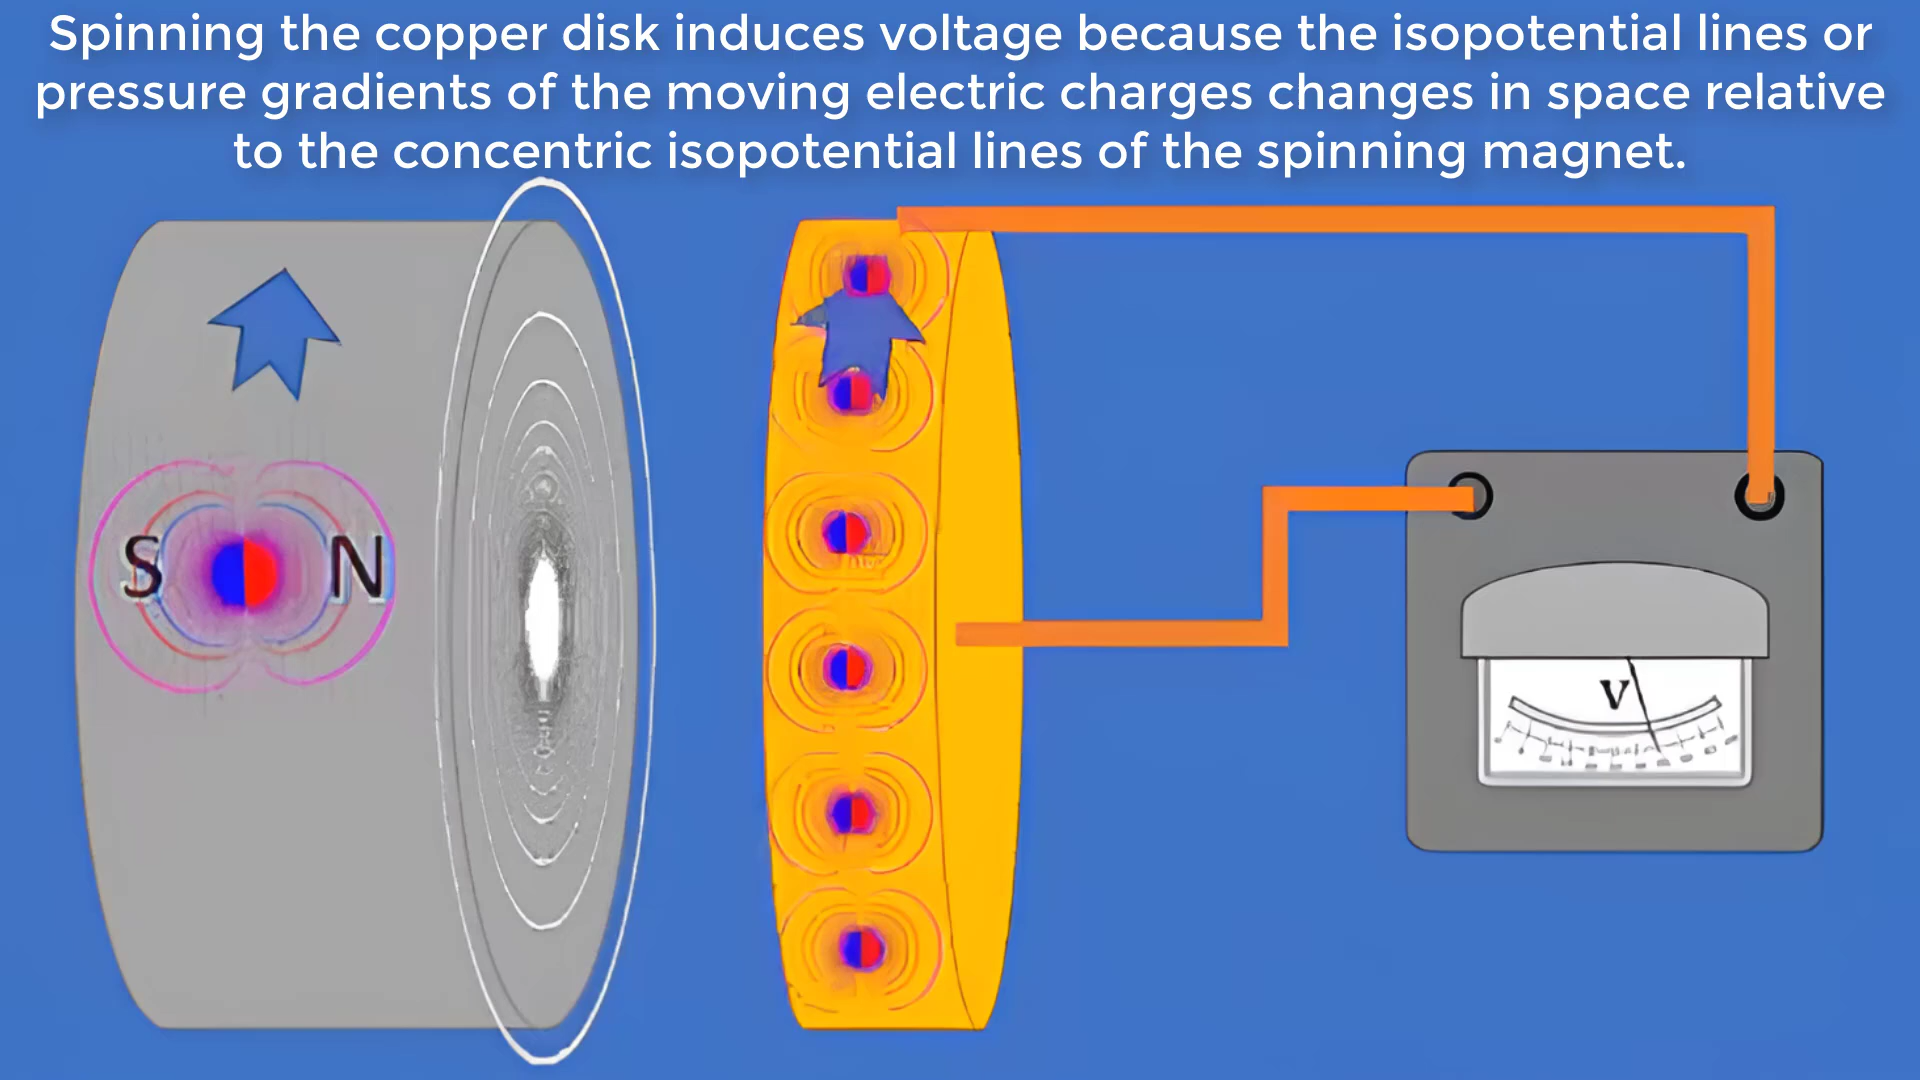 Spinning the copper disk induces voltage because the isopotential lines or
pressure gradients of the moving electric charges changes in space relative
to the concentric isopotential lines of the spinning magnet.
S N
V